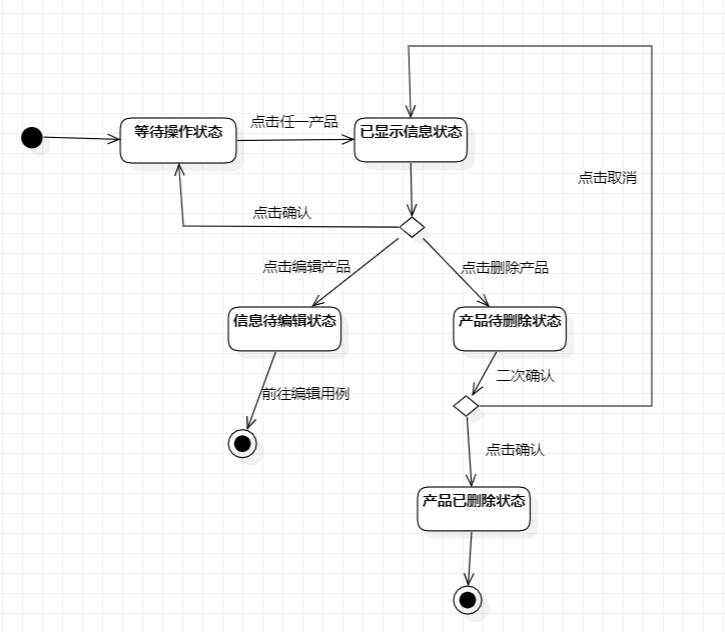 点击任一产品
等待操作状态
已显示信息状态
点击取消
点击确认
点击编辑产品
点击删除产品
信息待编辑状态
产品待删除状态
二次确认
前往编辑用例
点击确认
产品已删除状态